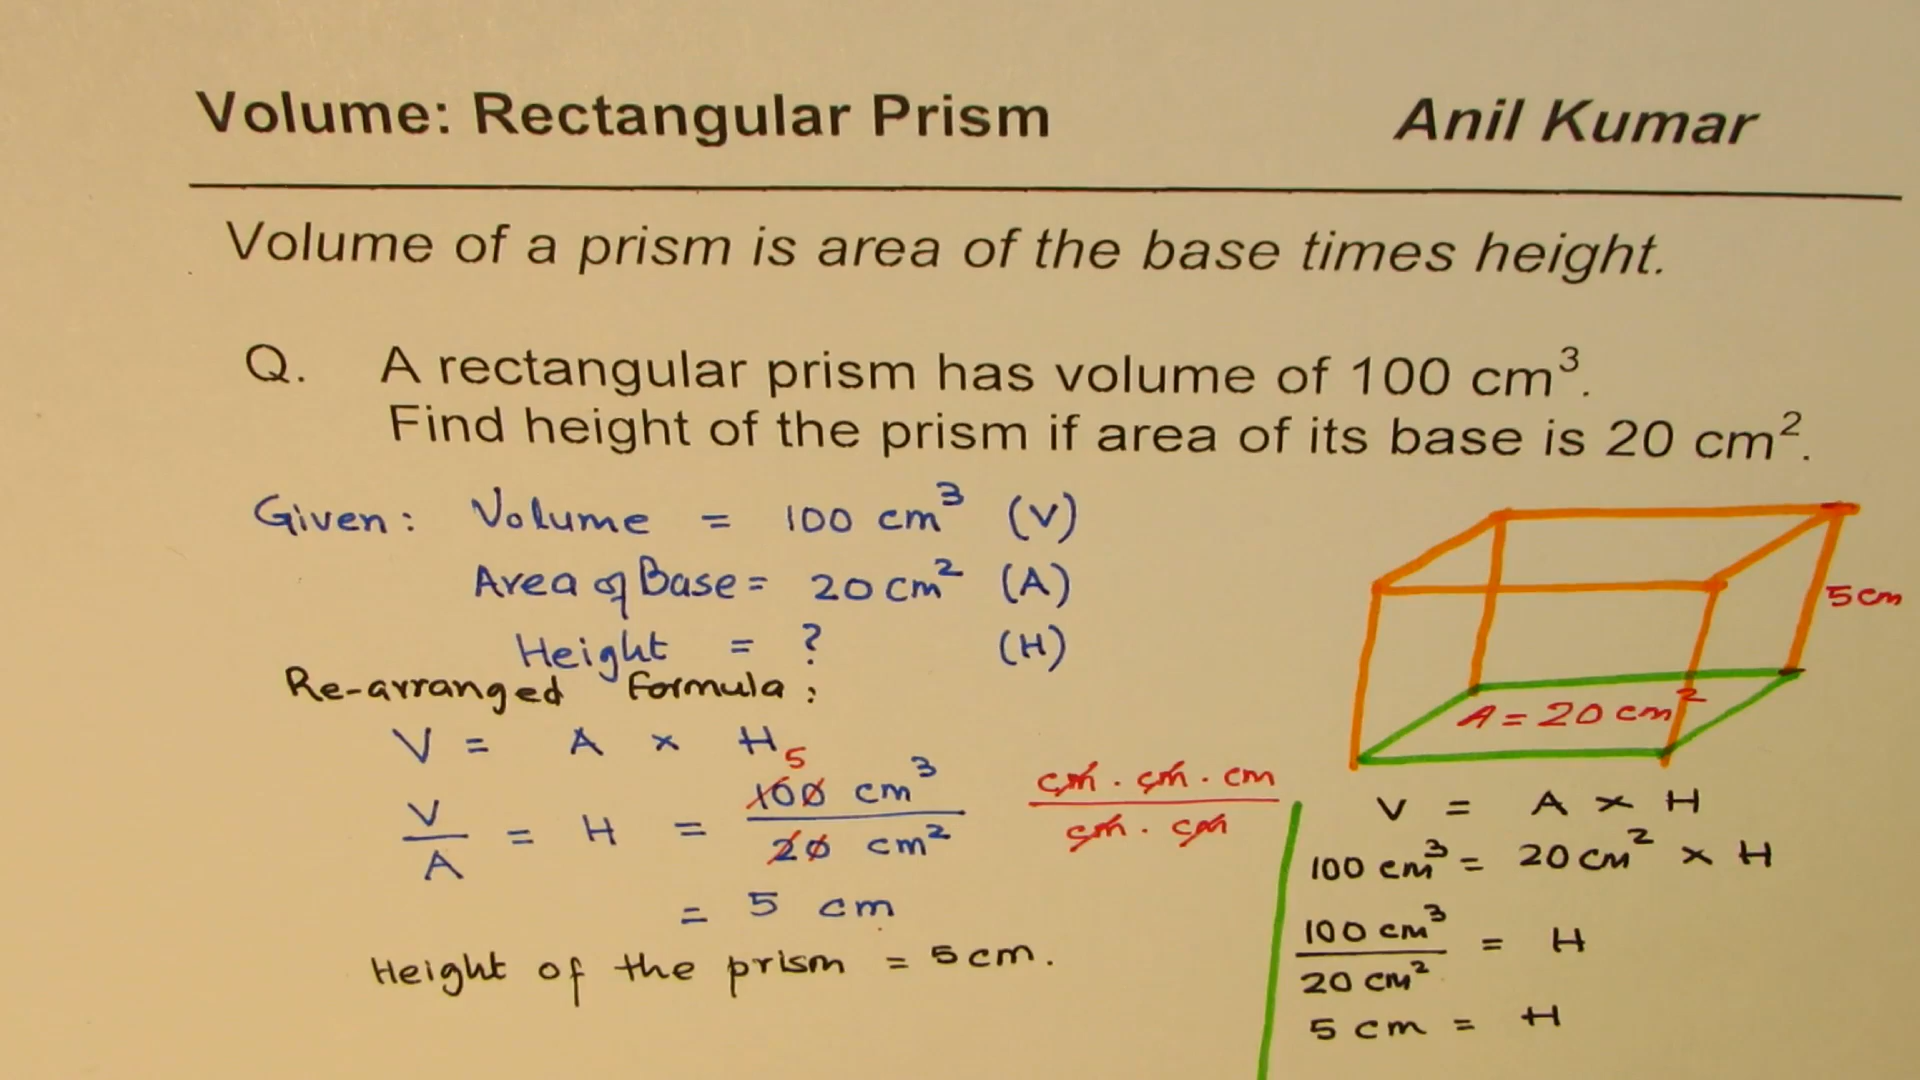 Volume: Rectangular Prism Anil Kumar
Volume of a prism is area of the base times height.
Q. A rectangular prism has volume of 100 cm³.
Find height of the prism if area of its base is 20 cm².
Given: Volume = 100 cm³ (V)
Area of Base = 20 cm² (A)
Height = ? (H)
Re-arranged Formula:
V = A × H
V/A = H = 100 cm³ / 20 cm²
5
cm · cm · cm / cm · cm
= 5 cm
Height of the prism = 5cm.
5cm
A = 20 cm²
V = A × H
100 cm³ = 20 cm² × H
100 cm³ / 20 cm² = H
5 cm = H